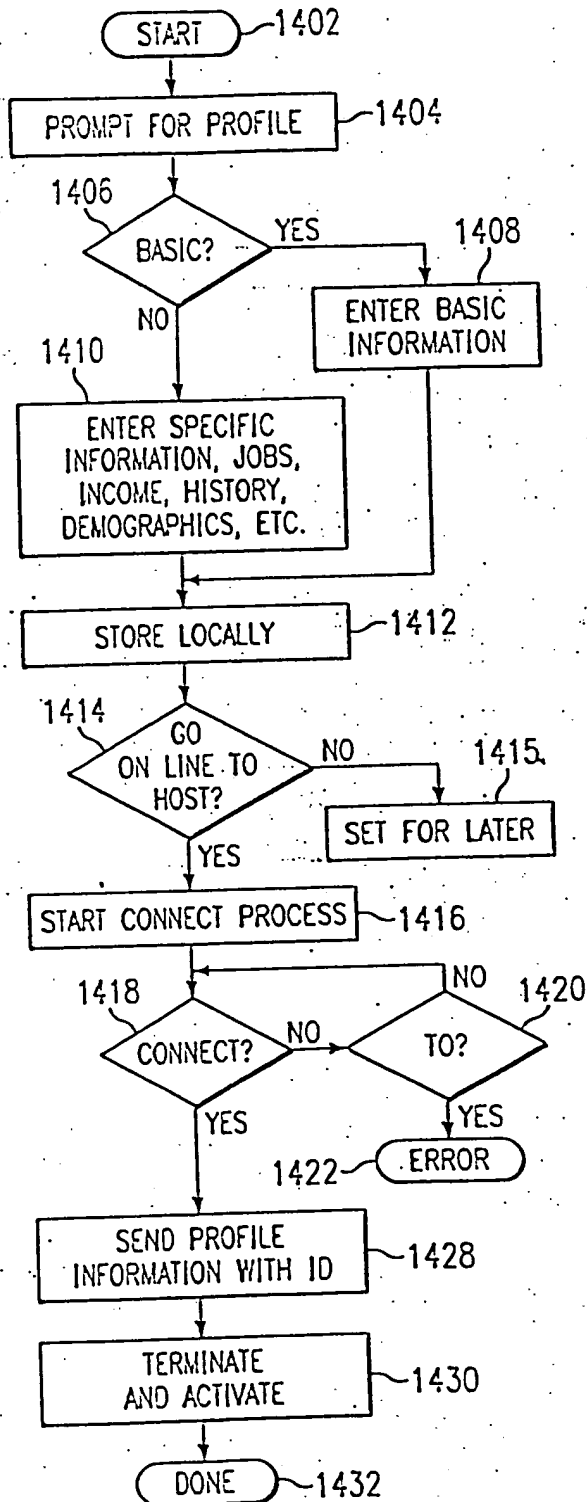 START
1402
PROMPT FOR PROFILE
1404
1406
BASIC?
YES
NO
1408
ENTER BASIC
INFORMATION
1410
ENTER SPECIFIC
INFORMATION, JOBS,
INCOME, HISTORY,
DEMOGRAPHICS, ETC.
STORE LOCALLY
1412
1414
GO
ON LINE TO
HOST?
NO
YES
1415
SET FOR LATER
START CONNECT PROCESS
1416
1418
CONNECT?
NO
YES
NO
1420
TO?
YES
1422
ERROR
SEND PROFILE
INFORMATION WITH ID
1428
TERMINATE
AND ACTIVATE
1430
DONE
1432